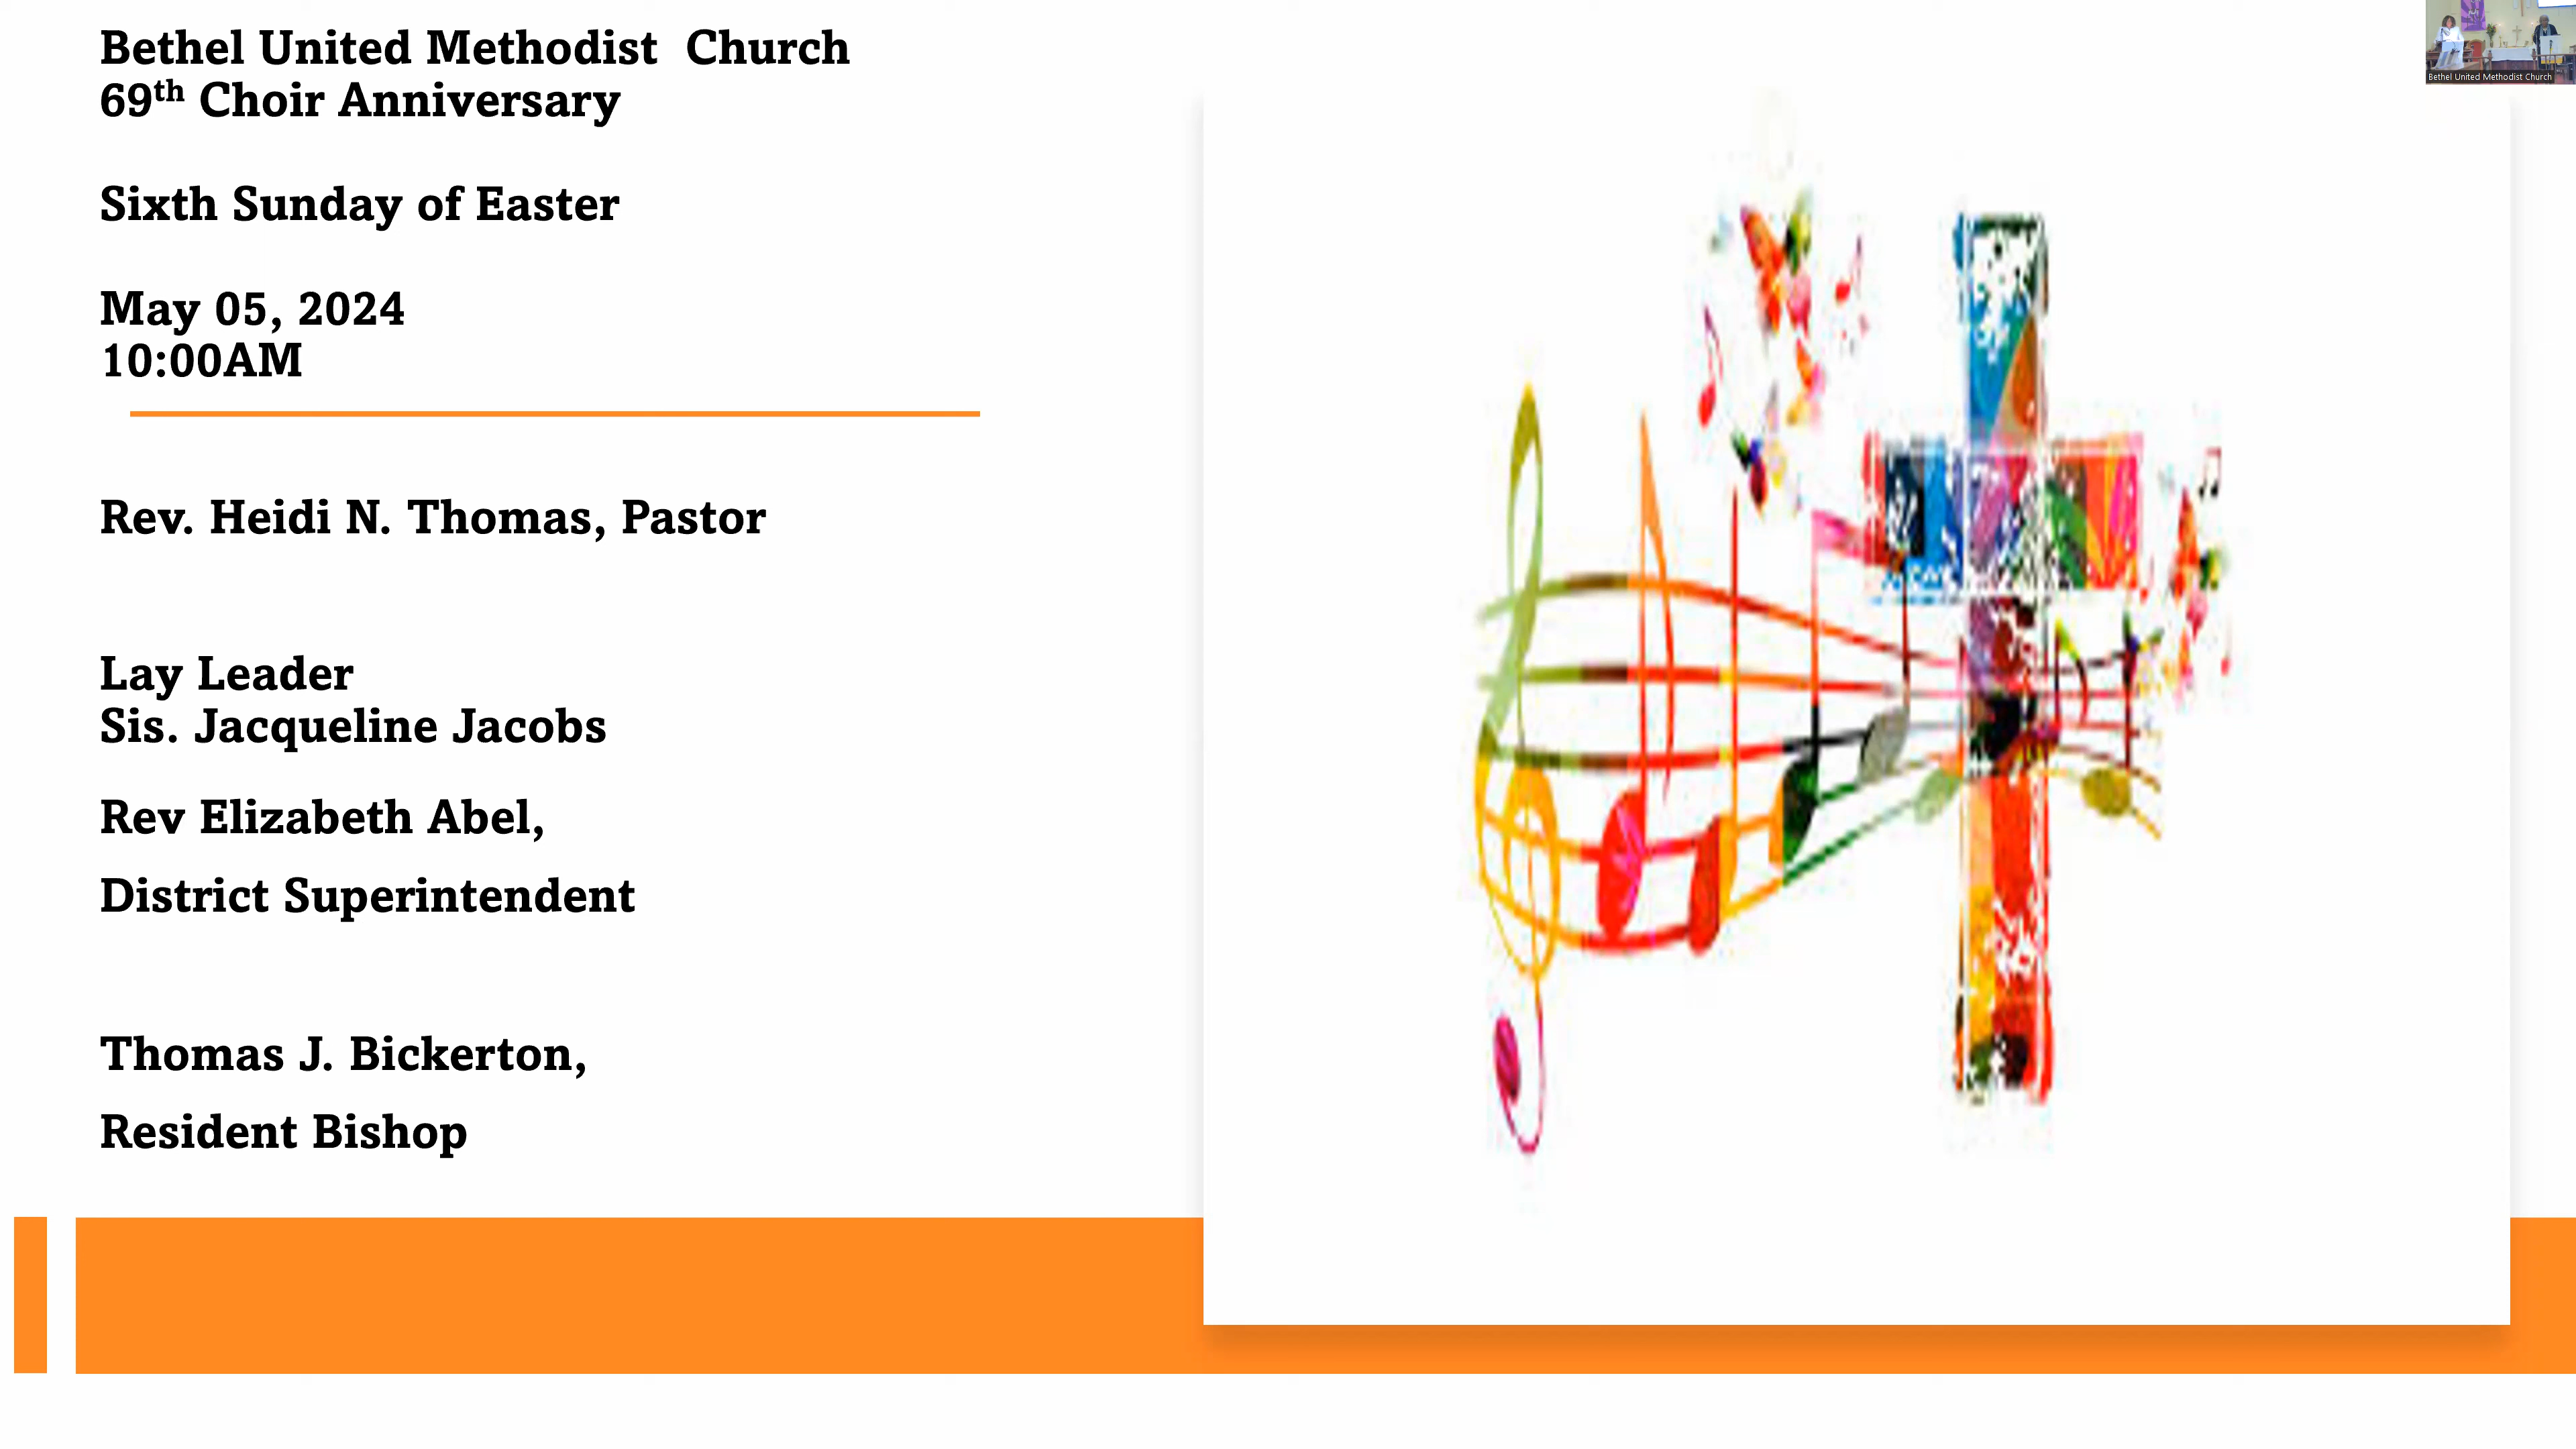 Bethel United Methodist  Church
69th Choir Anniversary
Sixth Sunday of Easter
May 05, 2024
10:00AM
Rev. Heidi N. Thomas, Pastor
Lay Leader
Sis. Jacqueline Jacobs
Rev Elizabeth Abel,
District Superintendent
Thomas J. Bickerton,
Resident Bishop
Bethel United Methodist Church